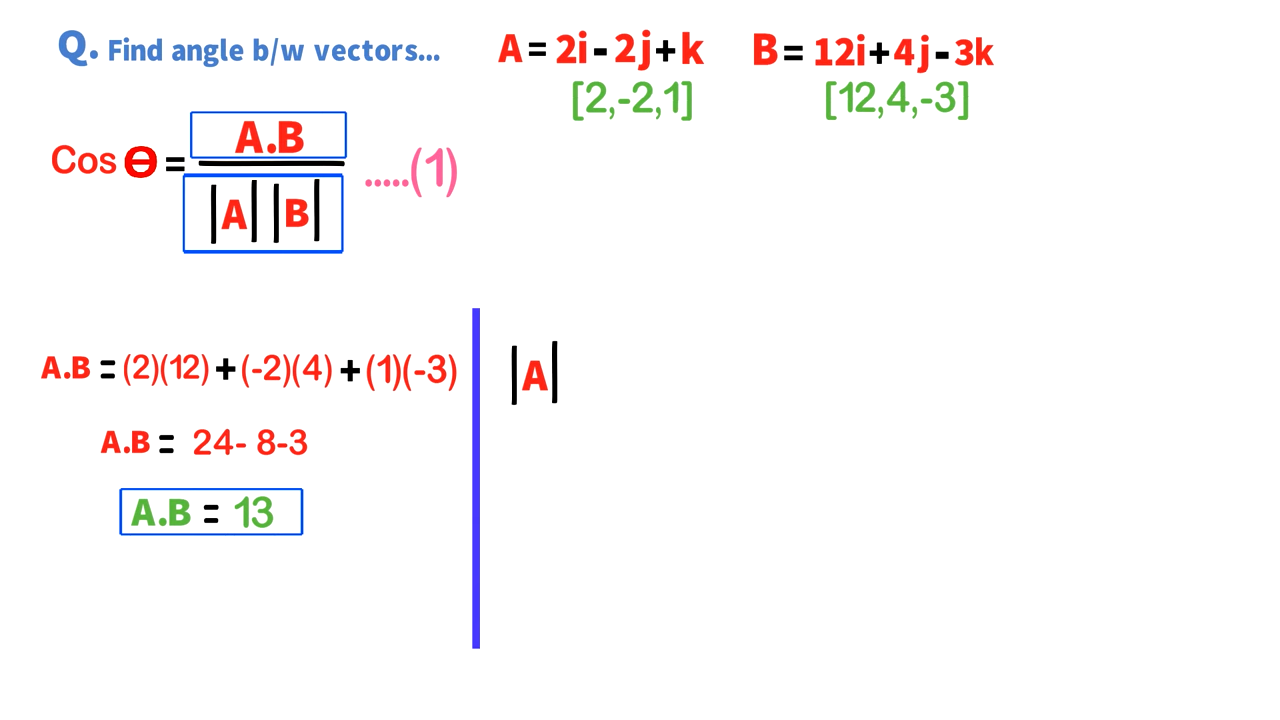 Q. Find angle b/w vectors...
A = 2i - 2j + k
B = 12i + 4j - 3k
[2,-2,1]
[12,4,-3]
Cos Ɵ = A.B / |A| |B| .....(1)
A.B = (2)(12) + (-2)(4) + (1)(-3)
|A|
A.B = 24- 8-3
A.B = 13